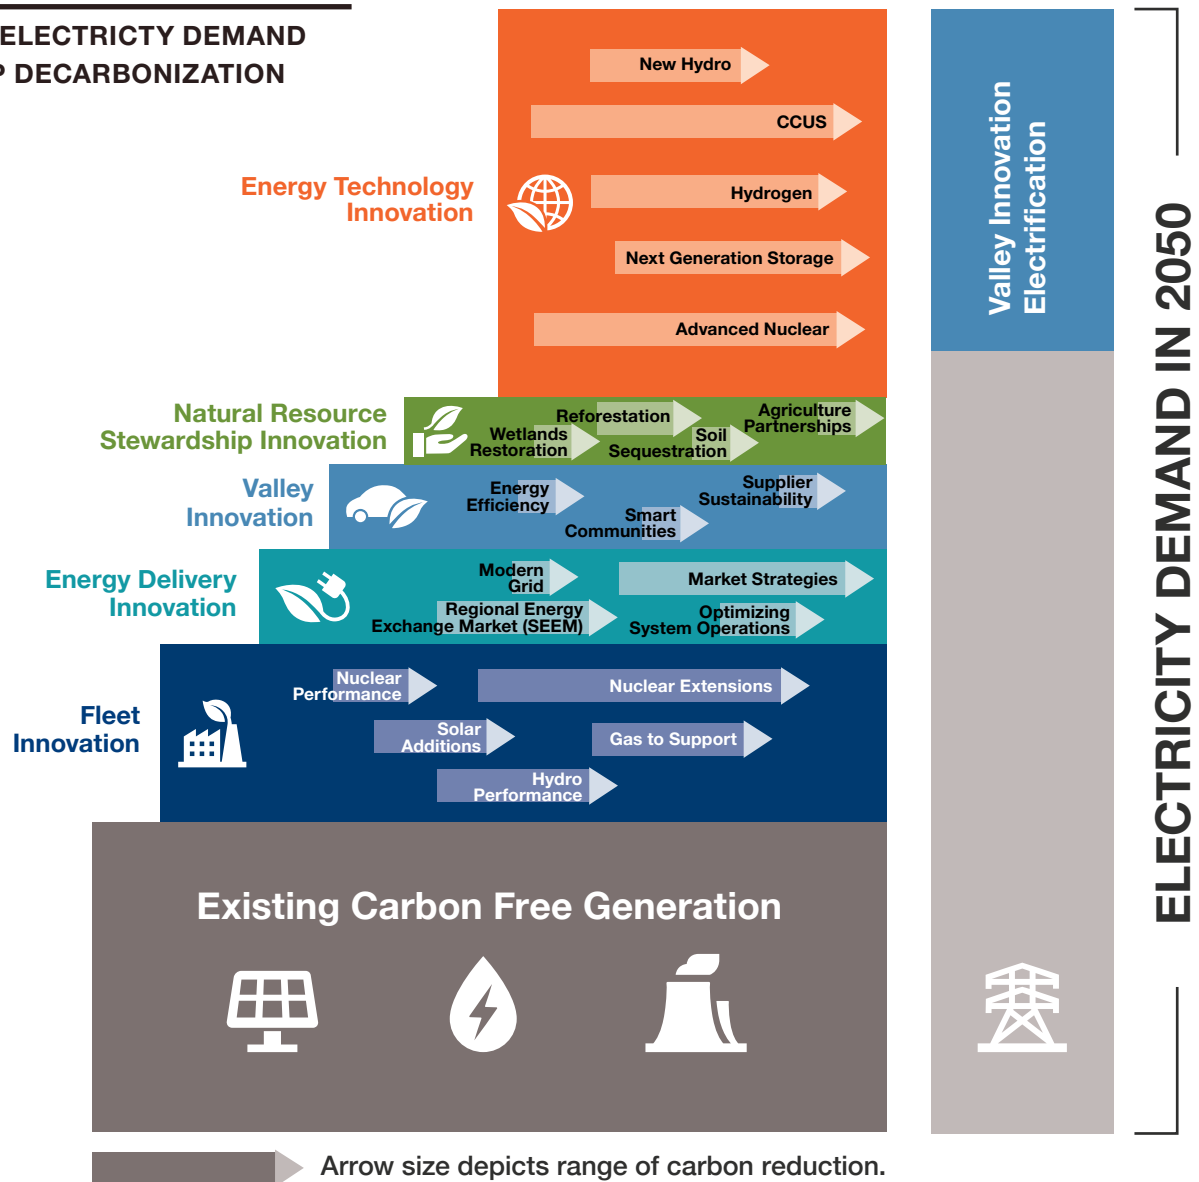 ELECTRICTY DEMAND
P DECARBONIZATION
New Hydro
CCUS
Energy Technology
Innovation
Hydrogen
Next Generation Storage
Advanced Nuclear
Natural Resource
Stewardship Innovation
Reforestation
Agriculture
Partnerships
Wetlands
Restoration
Soil
Sequestration
Valley
Innovation
Energy
Efficiency
Supplier
Sustainability
Smart
Communities
Energy Delivery
Innovation
Modern
Grid
Market Strategies
Regional Energy
Exchange Market (SEEM)
Optimizing
System Operations
Fleet
Innovation
Nuclear
Performance
Nuclear Extensions
Solar
Additions
Gas to Support
Hydro
Performance
Existing Carbon Free Generation
Arrow size depicts range of carbon reduction.
Valley Innovation
Electrification
ELECTRICITY DEMAND IN 2050